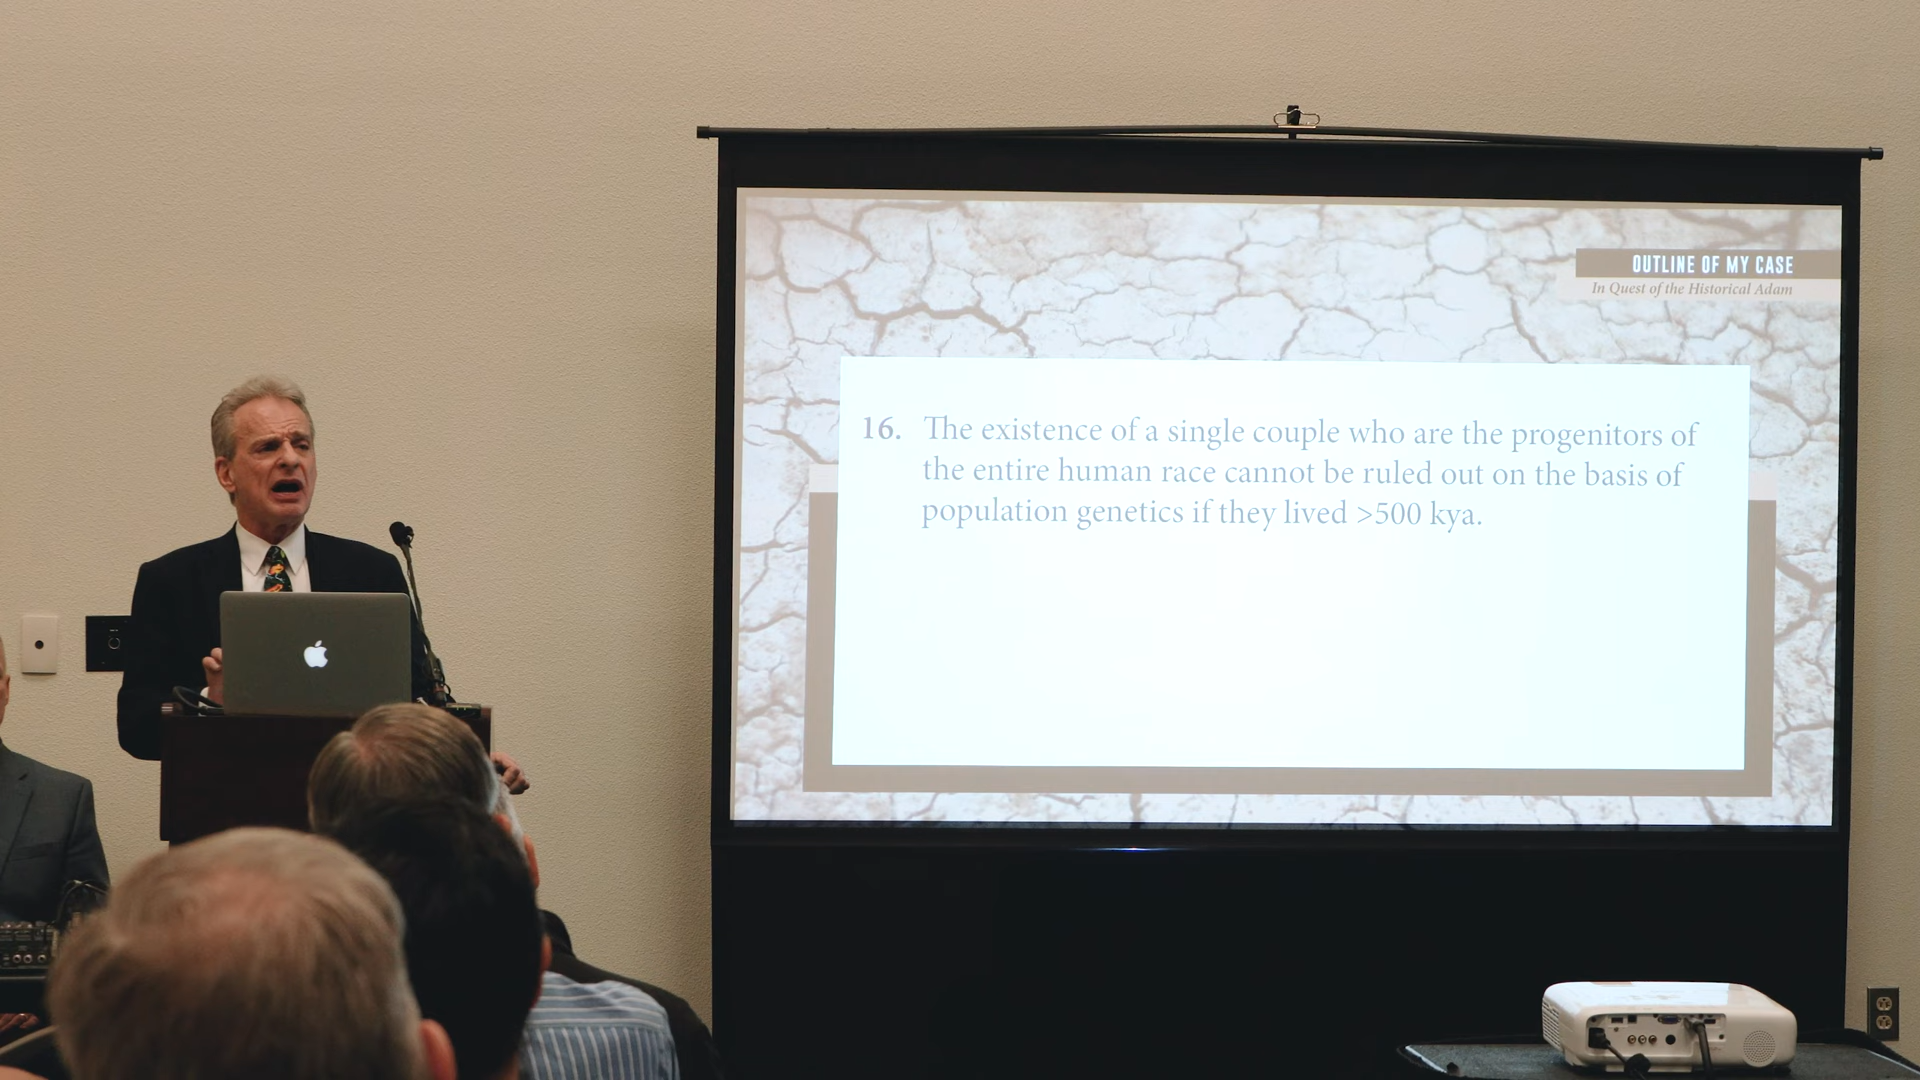 OUTLINE OF MY CASE
In Quest of the Historical Adam
16. The existence of a single couple who are the progenitors of
the entire human race cannot be ruled out on the basis of
population genetics if they lived >500 kya.